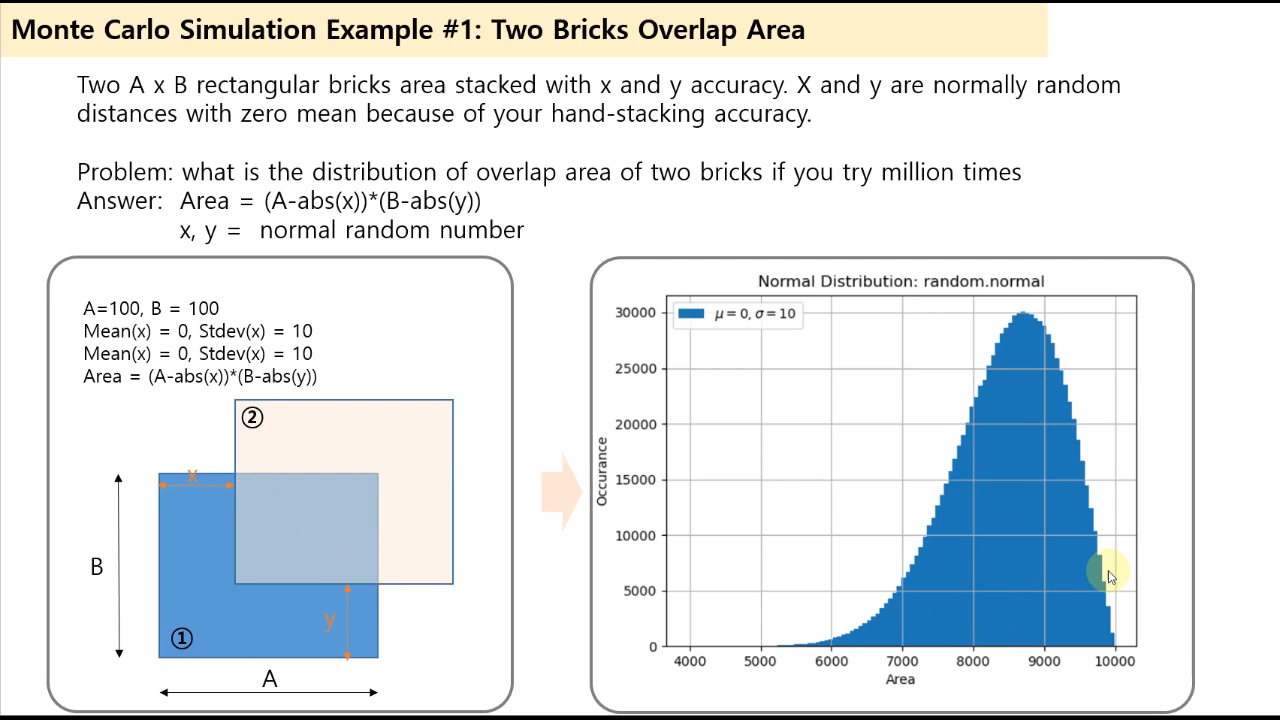 Monte Carlo Simulation Example #1: Two Bricks Overlap Area
Two A x B rectangular bricks area stacked with x and y accuracy. X and y are normally random
distances with zero mean because of your hand-stacking accuracy.
Problem: what is the distribution of overlap area of two bricks if you try million times
Answer: Area = (A-abs(x))*(B-abs(y))
x, y = normal random number
A=100, B = 100
Mean(x) = 0, Stdev(x) = 10
Mean(x) = 0, Stdev(x) = 10
Area = (A-abs(x))*(B-abs(y))
②
x
B
y
①
A
Normal Distribution: random.normal
μ = 0, σ = 10
30000
25000
20000
15000
10000
5000
0
Occurance
4000 5000 6000 7000 8000 9000 10000
Area